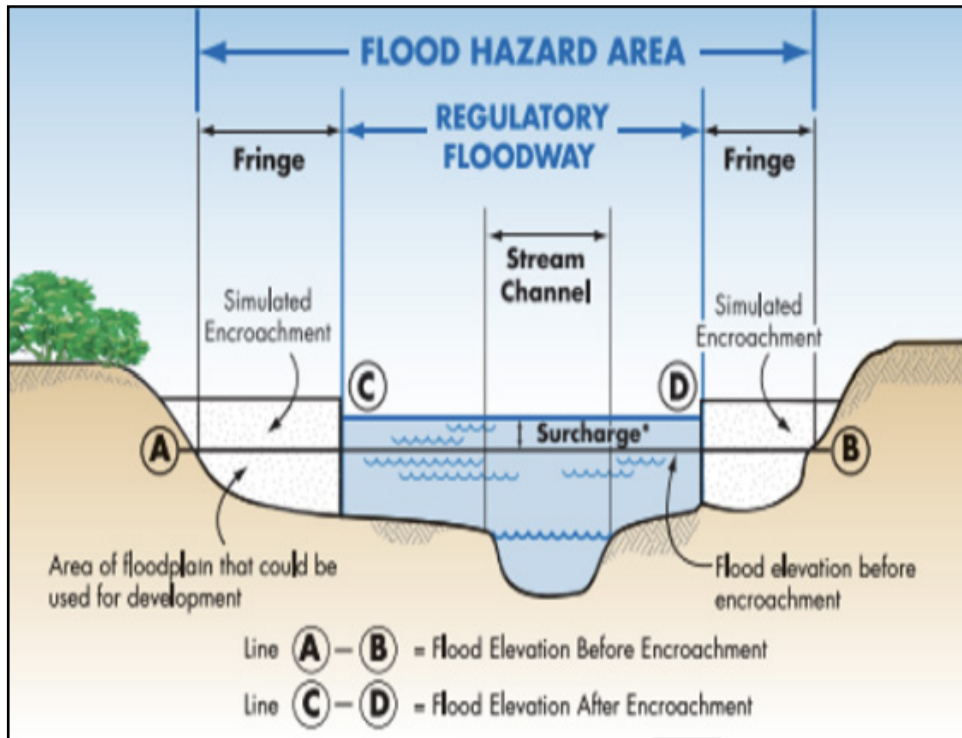 FLOOD HAZARD AREA
REGULATORY
FLOODWAY
Fringe
Fringe
Stream
Channel
Simulated
Encroachment
Simulated
Encroachment
C
D
Surcharge*
A
B
Area of floodplain that could be
used for development
Flood elevation before
encroachment
Line A – B = Flood Elevation Before Encroachment
Line C – D = Flood Elevation After Encroachment